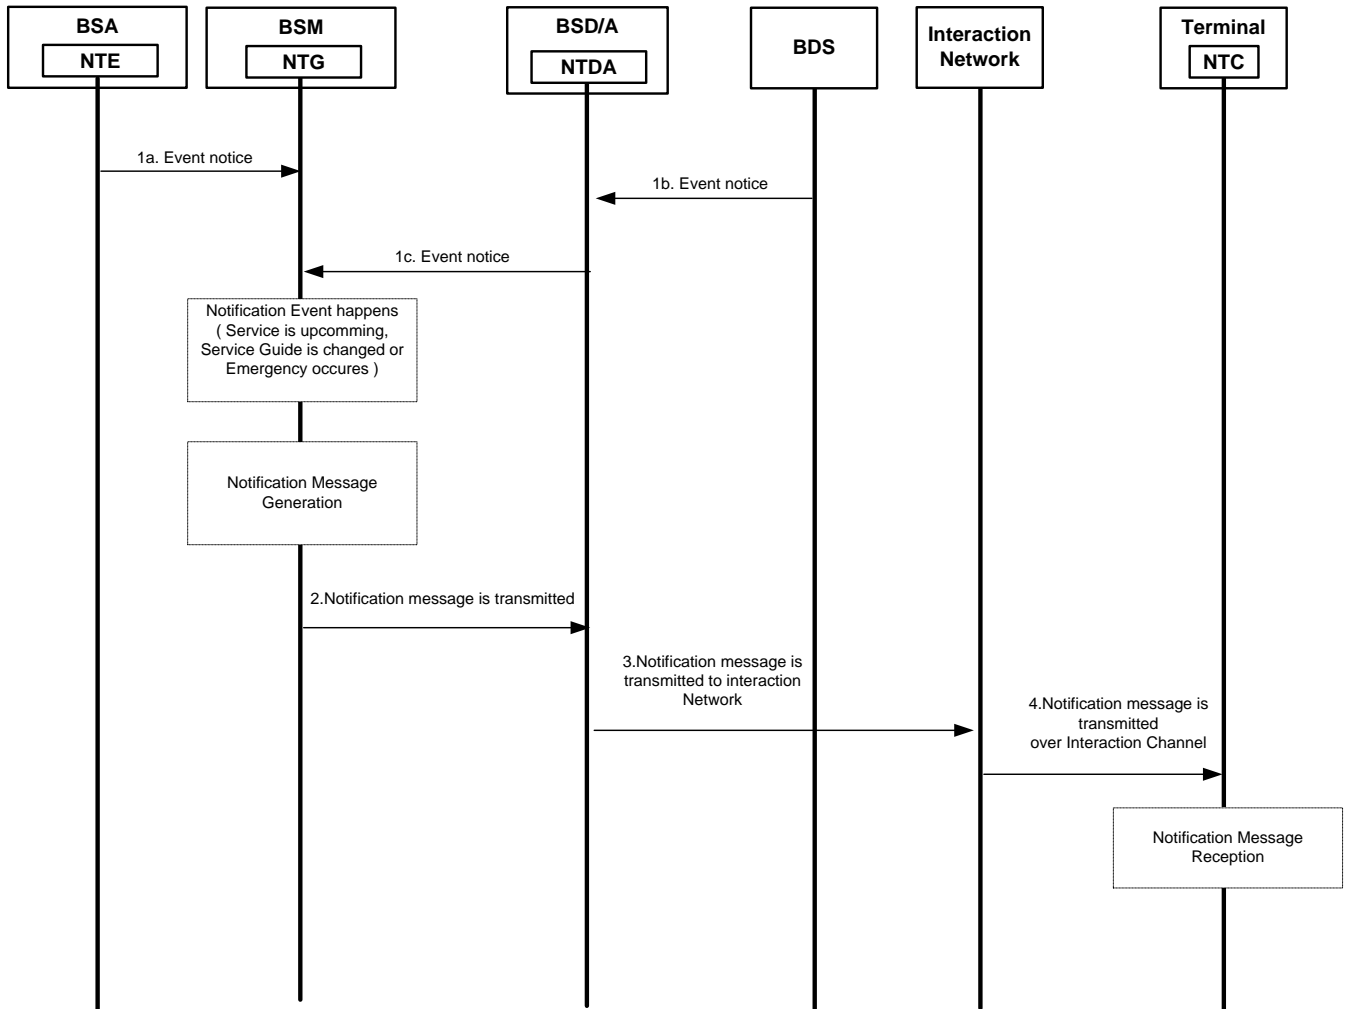 BSA
NTE
BSM
NTG
BSD/A
NTDA
BDS
Interaction
Network
Terminal
NTC
1a. Event notice
1b. Event notice
1c. Event notice
Notification Event happens
( Service is upcomming,
Service Guide is changed or
Emergency occures )
Notification Message
Generation
2.Notification message is transmitted
3.Notification message is
transmitted to interaction
Network
4.Notification message is
transmitted
over Interaction Channel
Notification Message
Reception